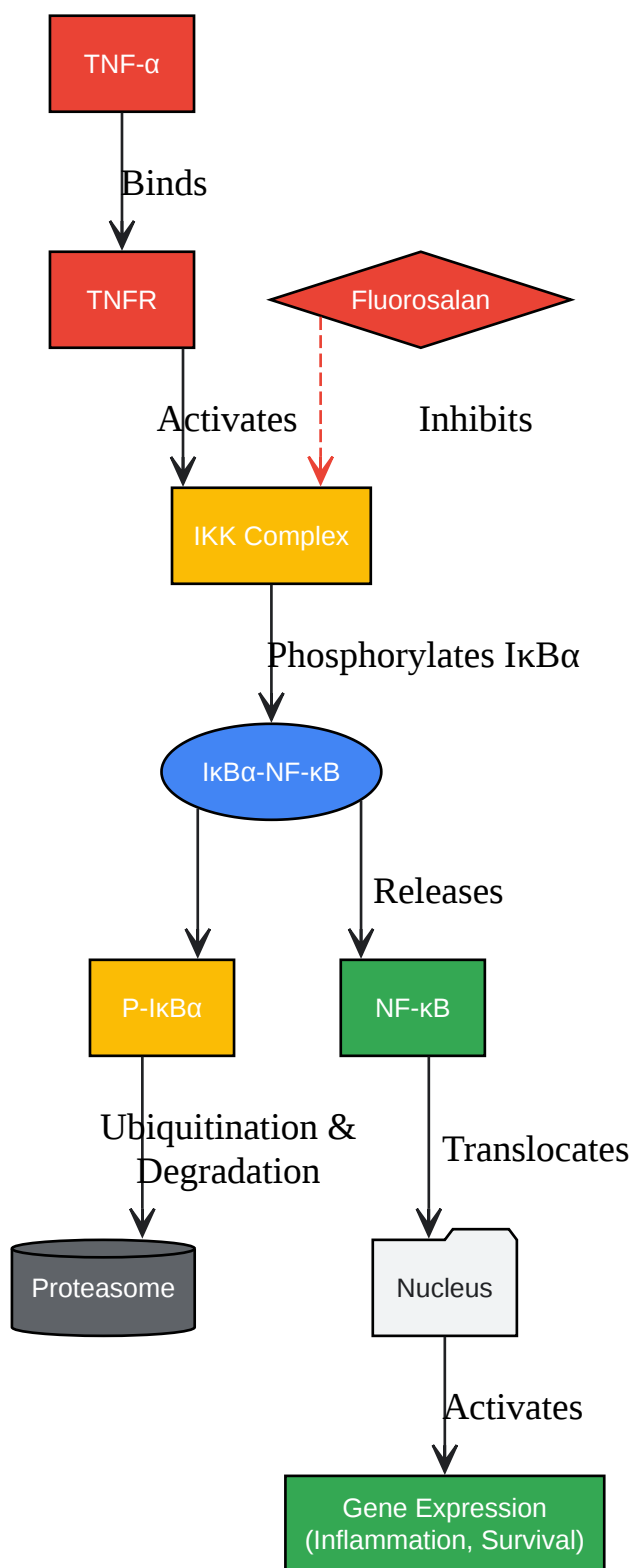 TNF-α
Binds
TNFR
Fluorosalan
Activates
Inhibits
IKK Complex
Phosphorylates IκBα
IκBα-NF-κB
Releases
P-IκBα
NF-κB
Ubiquitination &
Degradation
Translocates
Proteasome
Nucleus
Activates
Gene Expression
(Inflammation, Survival)